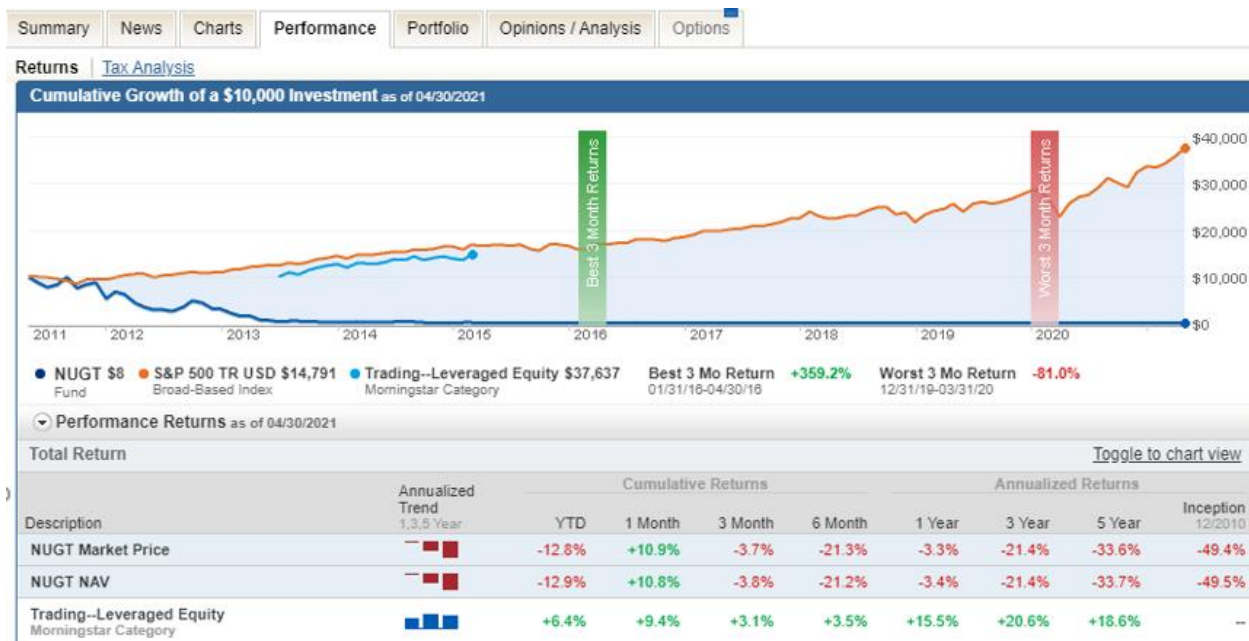 Summary News Charts Performance Portfolio Opinions / Analysis Options
Returns | Tax Analysis
Cumulative Growth of a $10,000 Investment as of 04/30/2021
$40,000
$30,000
$20,000
$10,000
$0
Best 3 Month Returns
Worst 3 Month Returns
2011 2012 2013 2014 2015 2016 2017 2018 2019 2020
NUGT $8 S&P 500 TR USD $14,791 Trading--Leveraged Equity $37,637 Best 3 Mo Return +359.2% Worst 3 Mo Return -81.0%
Fund Broad-Based Index Morningstar Category 01/31/16-04/30/16 12/31/19-03/31/20
Performance Returns as of 04/30/2021
Total Return Toggle to chart view
Cumulative Returns Annualized Returns
Description Annualized Trend 1,3,5 Year YTD 1 Month 3 Month 6 Month 1 Year 3 Year 5 Year Inception 12/2010
NUGT Market Price -12.8% +10.9% -3.7% -21.3% -3.3% -21.4% -33.6% -49.4%
NUGT NAV -12.9% +10.8% -3.8% -21.2% -3.4% -21.4% -33.7% -49.5%
Trading--Leveraged Equity +6.4% +9.4% +3.1% +3.5% +15.5% +20.6% +18.6% --
Morningstar Category